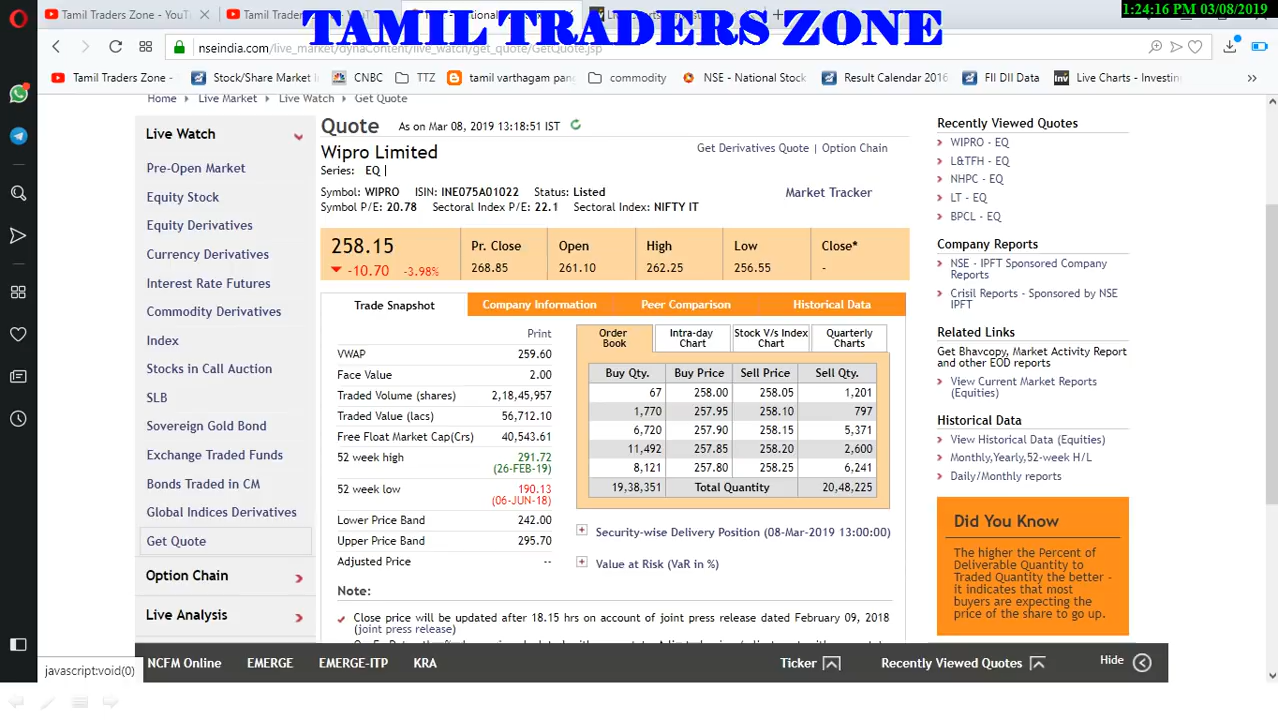 1:24:16 PM 03/08/2019
TAMIL TRADERS ZONE
Tamil Traders Zone - YouT
Tamil Trader
nseindia.com/live_market/dynaContent/live_watch/get_quote/GetQuote.jsp
Tamil Traders Zone -
Stock/Share Market
CNBC
TTZ
tamil varthagam pan
commodity
NSE - National Stock
Result Calendar 2016
FII DII Data
Live Charts - Investin
Home
Live Market
Live Watch
Get Quote
Live Watch
Pre-Open Market
Equity Stock
Equity Derivatives
Currency Derivatives
Interest Rate Futures
Commodity Derivatives
Index
Stocks in Call Auction
SLB
Sovereign Gold Bond
Exchange Traded Funds
Bonds Traded in CM
Global Indices Derivatives
Get Quote
Option Chain
Live Analysis
Quote As on Mar 08, 2019 13:18:51 IST
Wipro Limited
Get Derivatives Quote | Option Chain
Series: EQ |
Symbol: WIPRO ISIN: INE075A01022 Status: Listed
Market Tracker
Symbol P/E: 20.78 Sectoral Index P/E: 22.1 Sectoral Index: NIFTY IT
258.15 Pr. Close Open High Low Close*
-10.70 -3.98% 268.85 261.10 262.25 256.55 -
Trade Snapshot Company Information Peer Comparison Historical Data
Print
VWAP 259.60
Face Value 2.00
Traded Volume (shares) 2,18,45,957
Traded Value (lacs) 56,712.10
Free Float Market Cap(Crs) 40,543.61
52 week high 291.72
(26-FEB-19)
52 week low 190.13
(06-JUN-18)
Lower Price Band 242.00
Upper Price Band 295.70
Adjusted Price --
Order Book
Intra-day Chart
Stock V/s Index Chart
Quarterly Charts
Buy Qty. Buy Price Sell Price Sell Qty.
67 258.00 258.05 1,201
1,770 257.95 258.10 797
6,720 257.90 258.15 5,371
11,492 257.85 258.20 2,600
8,121 257.80 258.25 6,241
19,38,351 Total Quantity 20,48,225
Security-wise Delivery Position (08-Mar-2019 13:00:00)
Value at Risk (VaR in %)
Note:
Close price will be updated after 18.15 hrs on account of joint press release dated February 09, 2018
(joint press release)
Recently Viewed Quotes
WIPRO - EQ
L&TFH - EQ
NHPC - EQ
LT - EQ
BPCL - EQ
Company Reports
NSE - IPFT Sponsored Company
Reports
Crisil Reports - Sponsored by NSE
IPFT
Related Links
Get Bhavcopy, Market Activity Report
and other EOD reports
View Current Market Reports
(Equities)
Historical Data
View Historical Data (Equities)
Monthly,Yearly,52-week H/L
Daily/Monthly reports
Did You Know
The higher the Percent of
Deliverable Quantity to
Traded Quantity the better -
it indicates that most
buyers are expecting the
price of the share to go up.
javascript:void(0)
NCFM Online EMERGE EMERGE-ITP KRA
Ticker Recently Viewed Quotes Hide